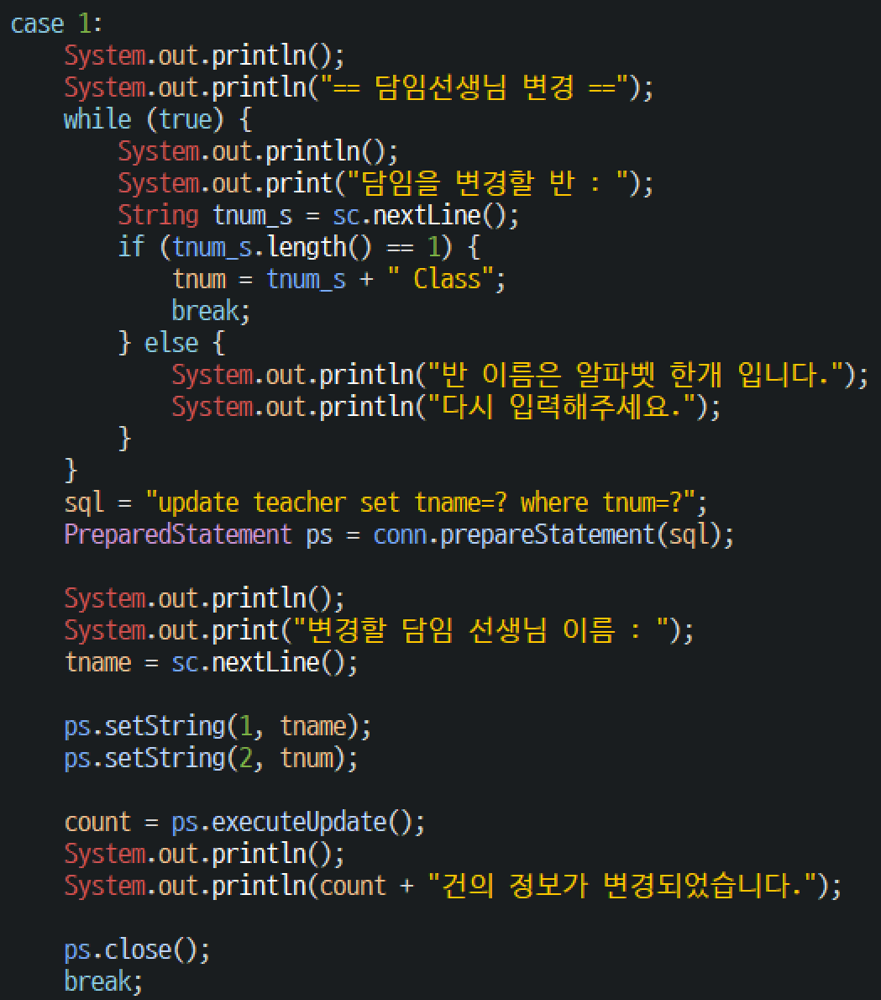 case 1:
    System.out.println();
    System.out.println("== 담임선생님 변경 ==");
    while (true) {
        System.out.println();
        System.out.print("담임을 변경할 반 : ");
        String tnum_s = sc.nextLine();
        if (tnum_s.length() == 1) {
            tnum = tnum_s + " Class";
            break;
        } else {
            System.out.println("반 이름은 알파벳 한개 입니다.");
            System.out.println("다시 입력해주세요.");
        }
    }
    sql = "update teacher set tname=? where tnum=?";
    PreparedStatement ps = conn.prepareStatement(sql);

    System.out.println();
    System.out.print("변경할 담임 선생님 이름 : ");
    tname = sc.nextLine();

    ps.setString(1, tname);
    ps.setString(2, tnum);

    count = ps.executeUpdate();
    System.out.println();
    System.out.println(count + "건의 정보가 변경되었습니다.");

    ps.close();
    break;